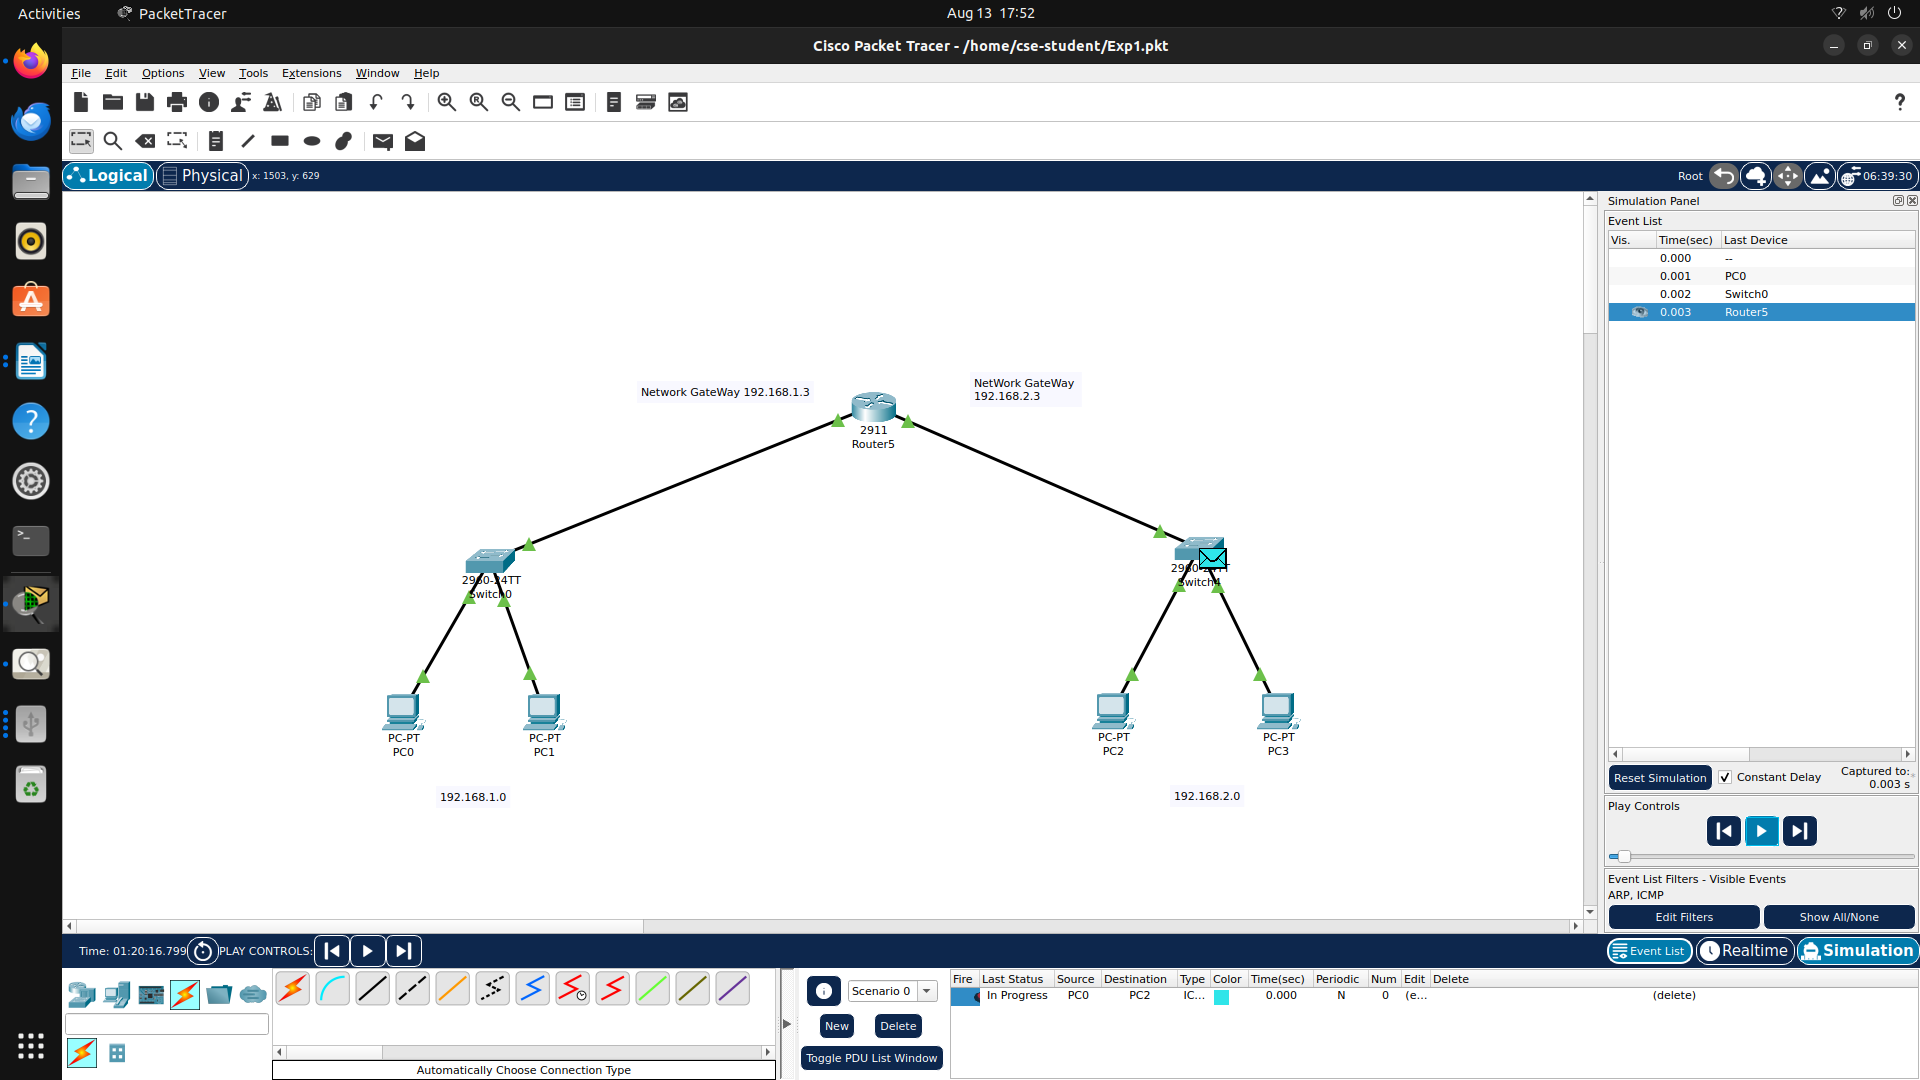 Activities PacketTracer Aug 13 17:52
Cisco Packet Tracer - /home/cse-student/Exp1.pkt
File Edit Options View Tools Extensions Window Help
?
Logical Physical x: 1503, y: 629 Root 06:39:30
Simulation Panel
Event List
Vis. Time(sec) Last Device
0.000 --
0.001 PC0
0.002 Switch0
0.003 Router5
Network GateWay 192.168.1.3
NetWork GateWay
192.168.2.3
2911
Router5
2960-24TT
Switch0
2960-24TT
Switch4
PC-PT
PC0
PC-PT
PC1
PC-PT
PC2
PC-PT
PC3
192.168.1.0
192.168.2.0
Reset Simulation Constant Delay Captured to:
0.003 s
Play Controls
Event List Filters - Visible Events
ARP, ICMP
Edit Filters Show All/None
Time: 01:20:16.799 PLAY CONTROLS: Event List Realtime Simulation
Scenario 0
New Delete
Toggle PDU List Window
Automatically Choose Connection Type
Fire Last Status Source Destination Type Color Time(sec) Periodic Num Edit Delete
In Progress PC0 PC2 IC... 0.000 N 0 (e... (delete)